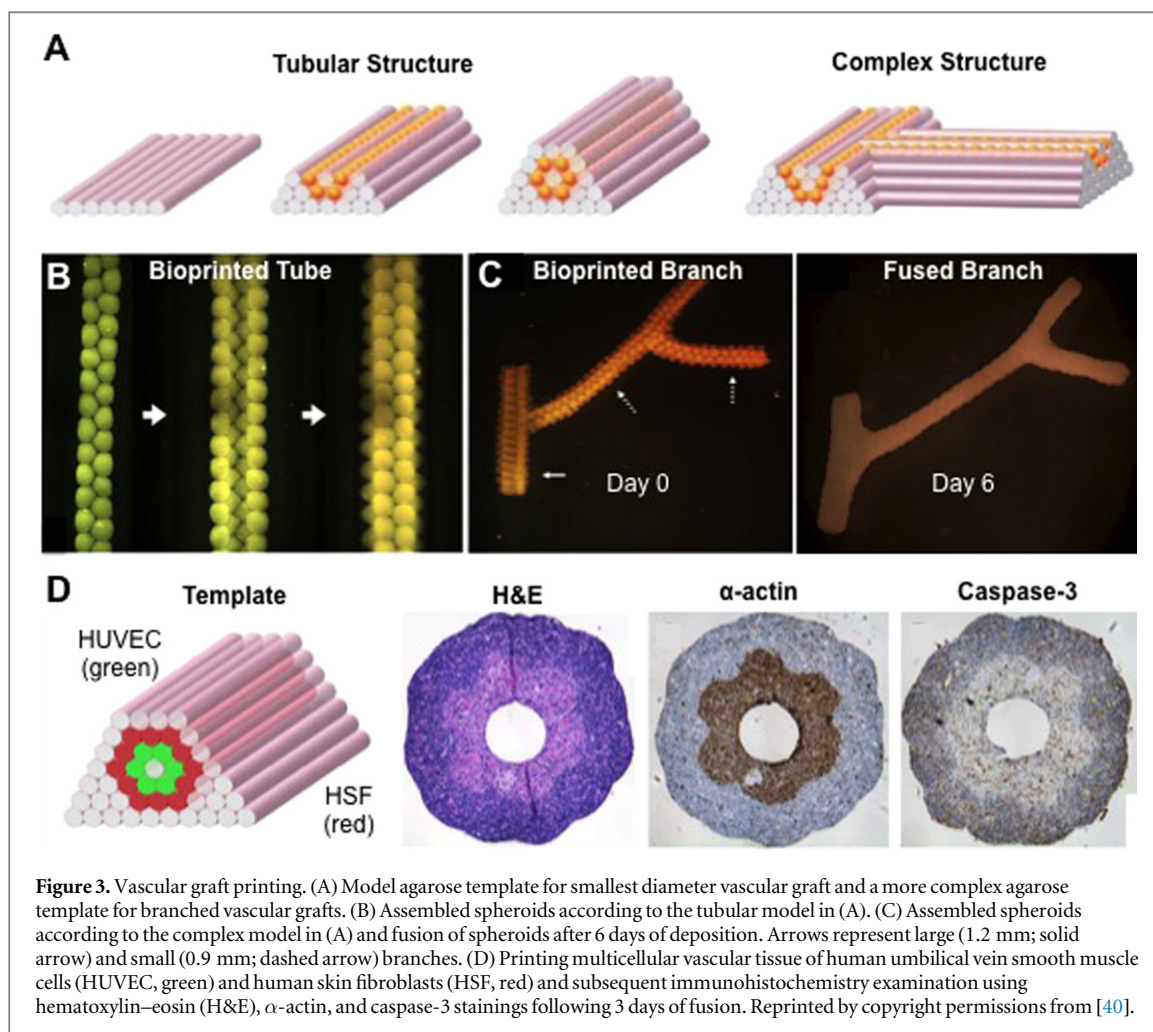 A
Tubular Structure
Complex Structure
B
Bioprinted Tube
C
Bioprinted Branch
Fused Branch
Day 0
Day 6
D
Template
H&E
α-actin
Caspase-3
HUVEC
(green)
HSF
(red)
Figure 3. Vascular graft printing. (A) Model agarose template for smallest diameter vascular graft and a more complex agarose
template for branched vascular grafts. (B) Assembled spheroids according to the tubular model in (A). (C) Assembled spheroids
according to the complex model in (A) and fusion of spheroids after 6 days of deposition. Arrows represent large (1.2 mm; solid
arrow) and small (0.9 mm; dashed arrow) branches. (D) Printing multicellular vascular tissue of human umbilical vein smooth muscle
cells (HUVEC, green) and human skin fibroblasts (HSF, red) and subsequent immunohistochemistry examination using
hematoxylin–eosin (H&E), α-actin, and caspase-3 stainings following 3 days of fusion. Reprinted by copyright permissions from [40].